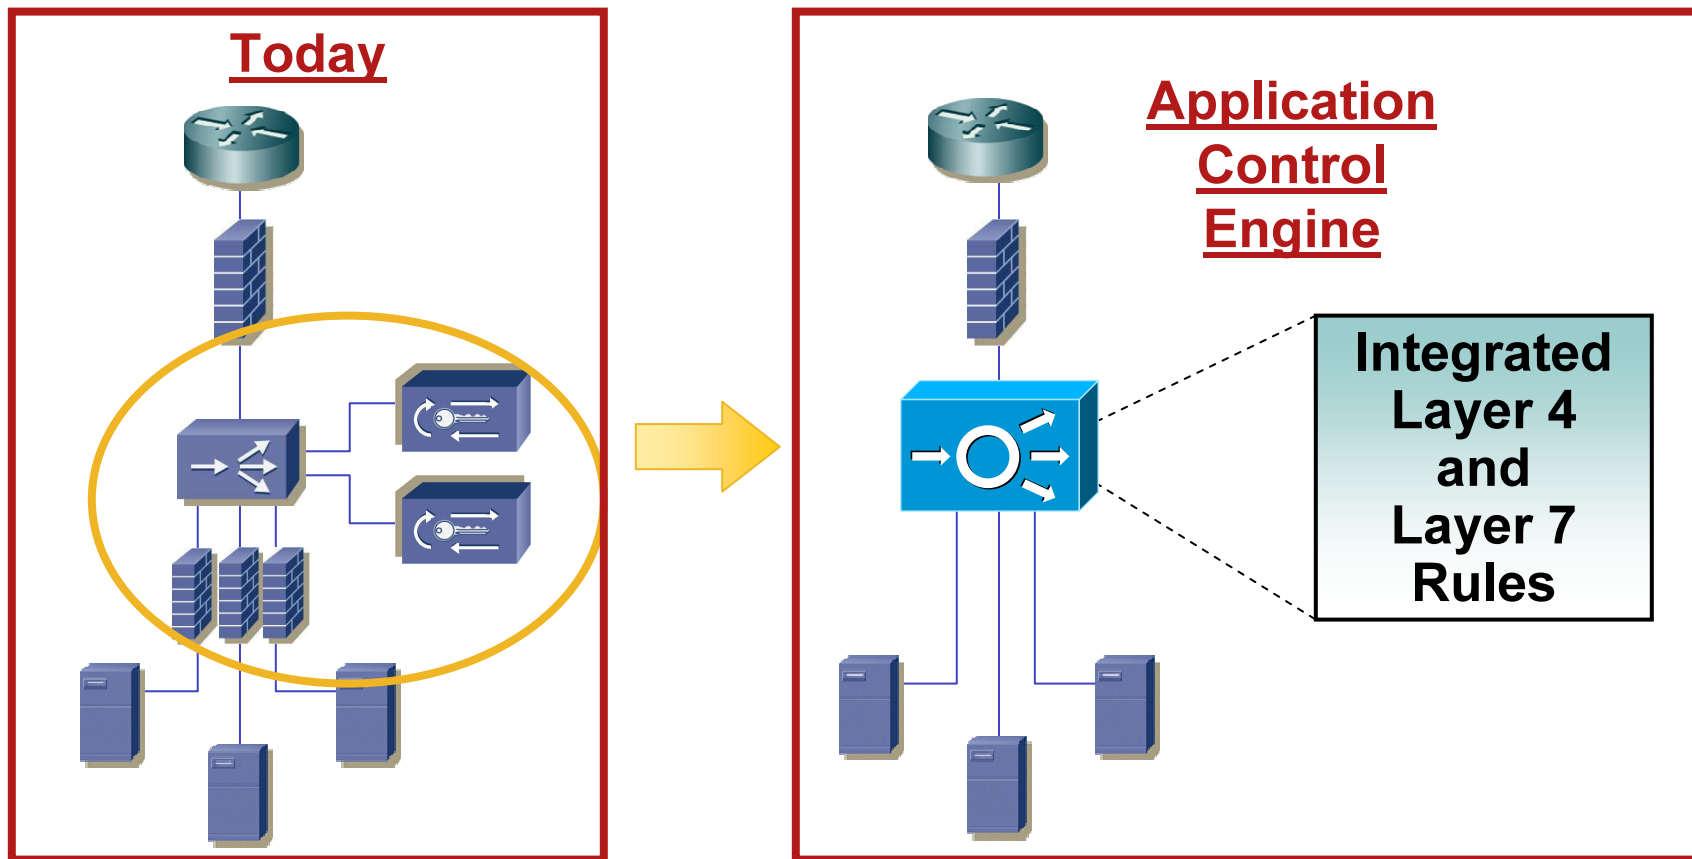 Today
Application
Control
Engine
Integrated
Layer 4
and
Layer 7
Rules